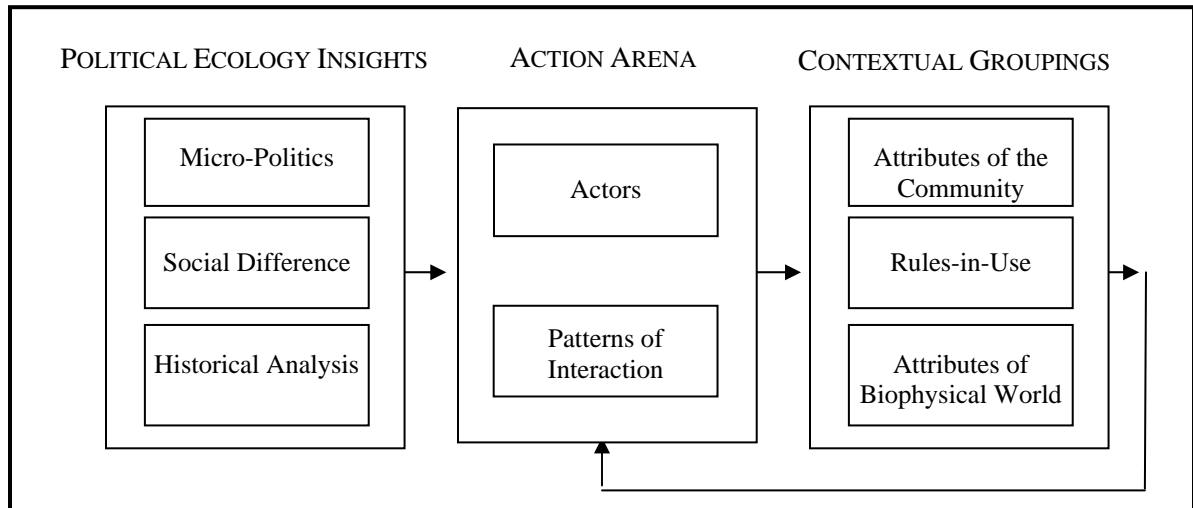 POLITICAL ECOLOGY INSIGHTS
Micro-Politics
Social Difference
Historical Analysis
ACTION ARENA
Actors
Patterns of
Interaction
CONTEXTUAL GROUPINGS
Attributes of the
Community
Rules-in-Use
Attributes of
Biophysical World